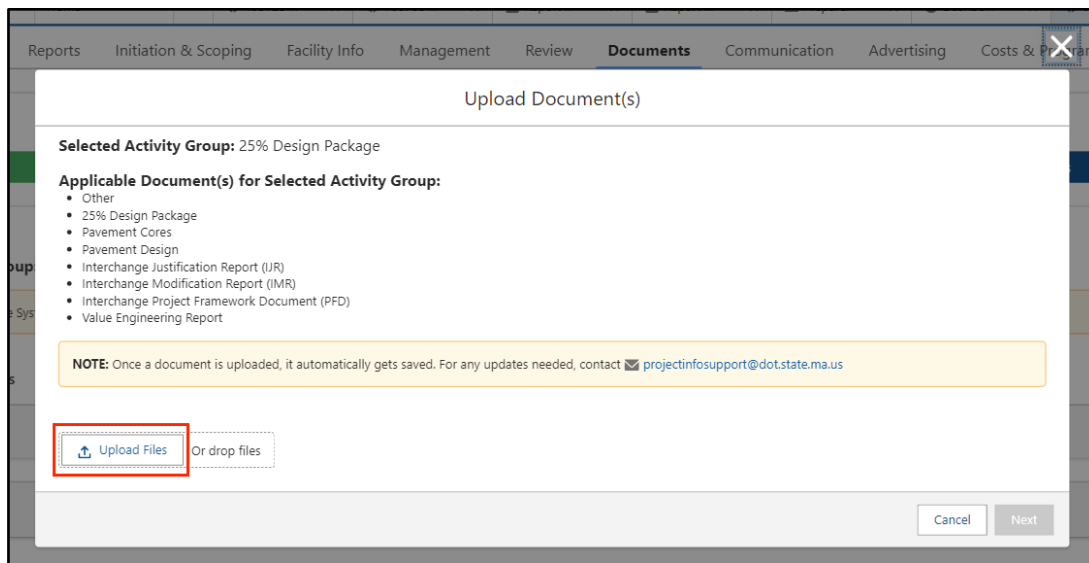 Reports Initiation & Scoping Facility Info Management Review Documents Communication Advertising Costs &
Upload Document(s)
Selected Activity Group: 25% Design Package
Applicable Document(s) for Selected Activity Group:
• Other
• 25% Design Package
• Pavement Cores
• Pavement Design
• Interchange Justification Report (IJR)
• Interchange Modification Report (IMR)
• Interchange Project Framework Document (PFD)
• Value Engineering Report
NOTE: Once a document is uploaded, it automatically gets saved. For any updates needed, contact projectinfosupport@dot.state.ma.us
Upload Files Or drop files
Cancel Next